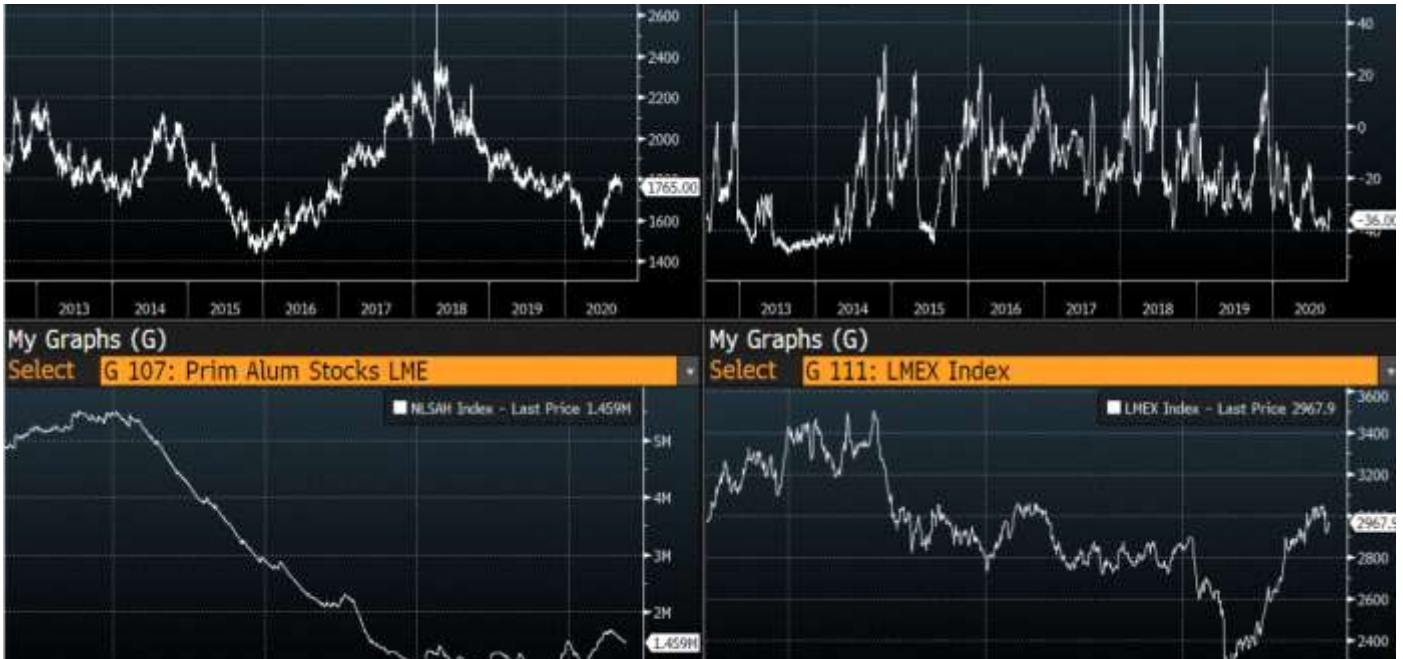 2600
2400
2200
2000
1800
1765.00
1600
1400
2013 2014 2015 2016 2017 2018 2019 2020
40
20
0
-20
-36.00
-40
2013 2014 2015 2016 2017 2018 2019 2020
My Graphs (G)
Select G 107: Prim Alum Stocks LME
NLSAH Index - Last Price 1.459M
5M
4M
3M
2M
1.459M
My Graphs (G)
Select G 111: LMEX Index
LMEX Index - Last Price 2967.9
3600
3400
3200
2967.9
2800
2600
2400